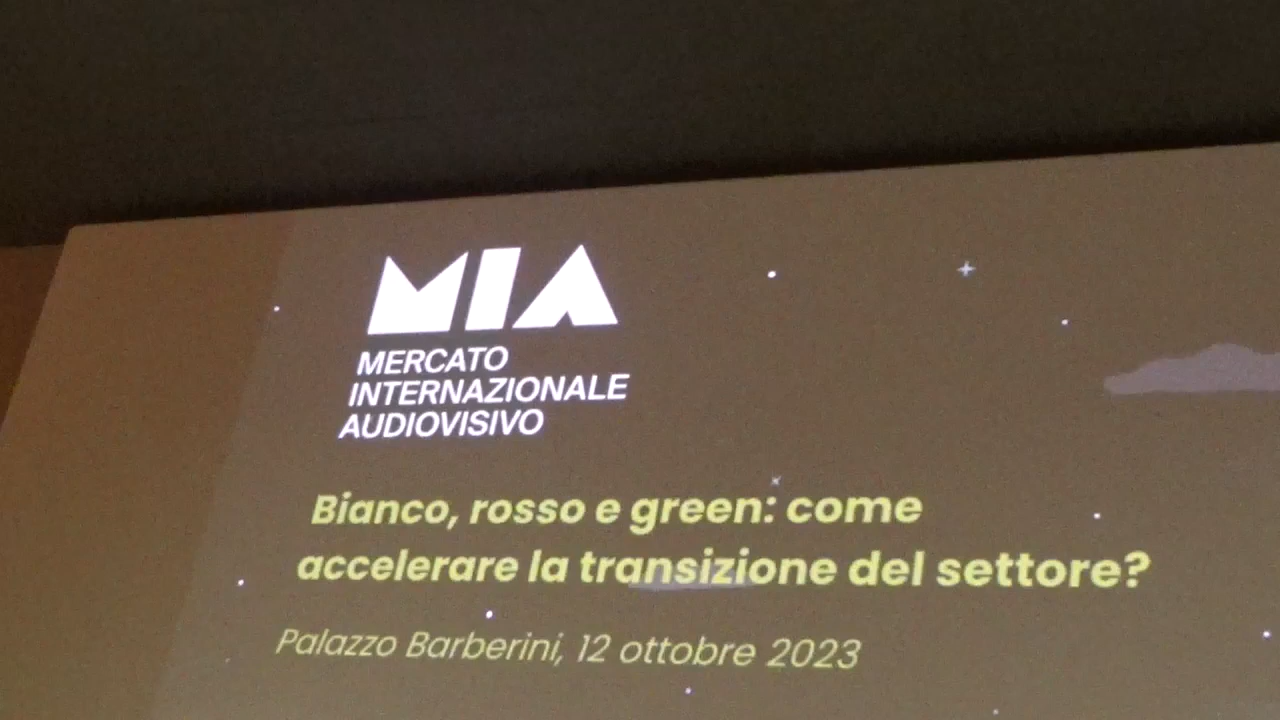 MIA
MERCATO
INTERNAZIONALE
AUDIOVISIVO
Bianco, rosso e green: come
accelerare la transizione del settore?
Palazzo Barberini, 12 ottobre 2023